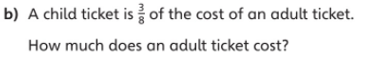 b) A child ticket is 3/8 of the cost of an adult ticket.
How much does an adult ticket cost?